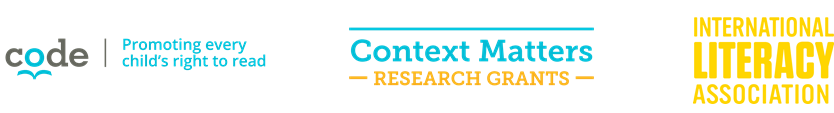 code
Promoting every
child's right to read
Context Matters
RESEARCH GRANTS
INTERNATIONAL
LITERACY
ASSOCIATION